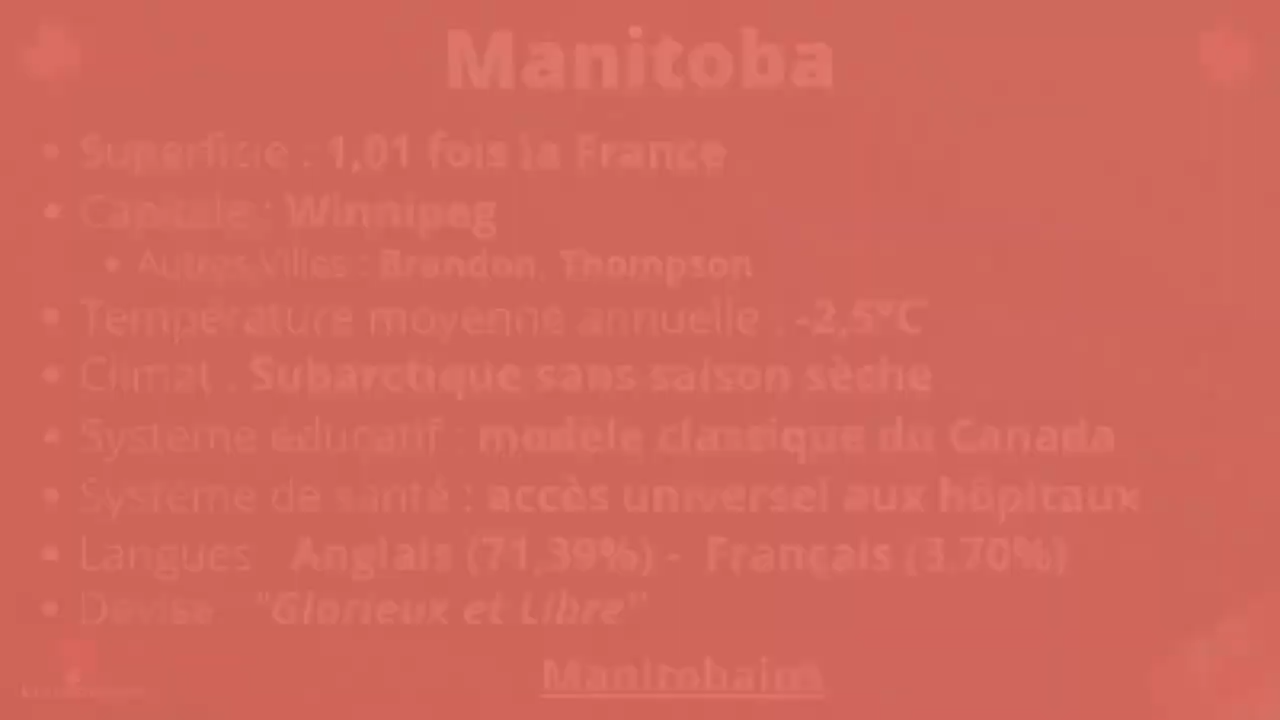 Manitoba
• Superficie : 1,01 fois la France
• Capitale : Winnipeg
• Autres Villes : Brandon, Thompson
• Température moyenne annuelle : -2,5°C
• Climat : Subarctique sans saison sèche
• Système éducatif : modèle classique du Canada
• Système de santé : accès universel aux hôpitaux
• Langues : Anglais (71,39%) - Français (3,70%)
• Devise : "Glorieux et Libre"
Manitobains